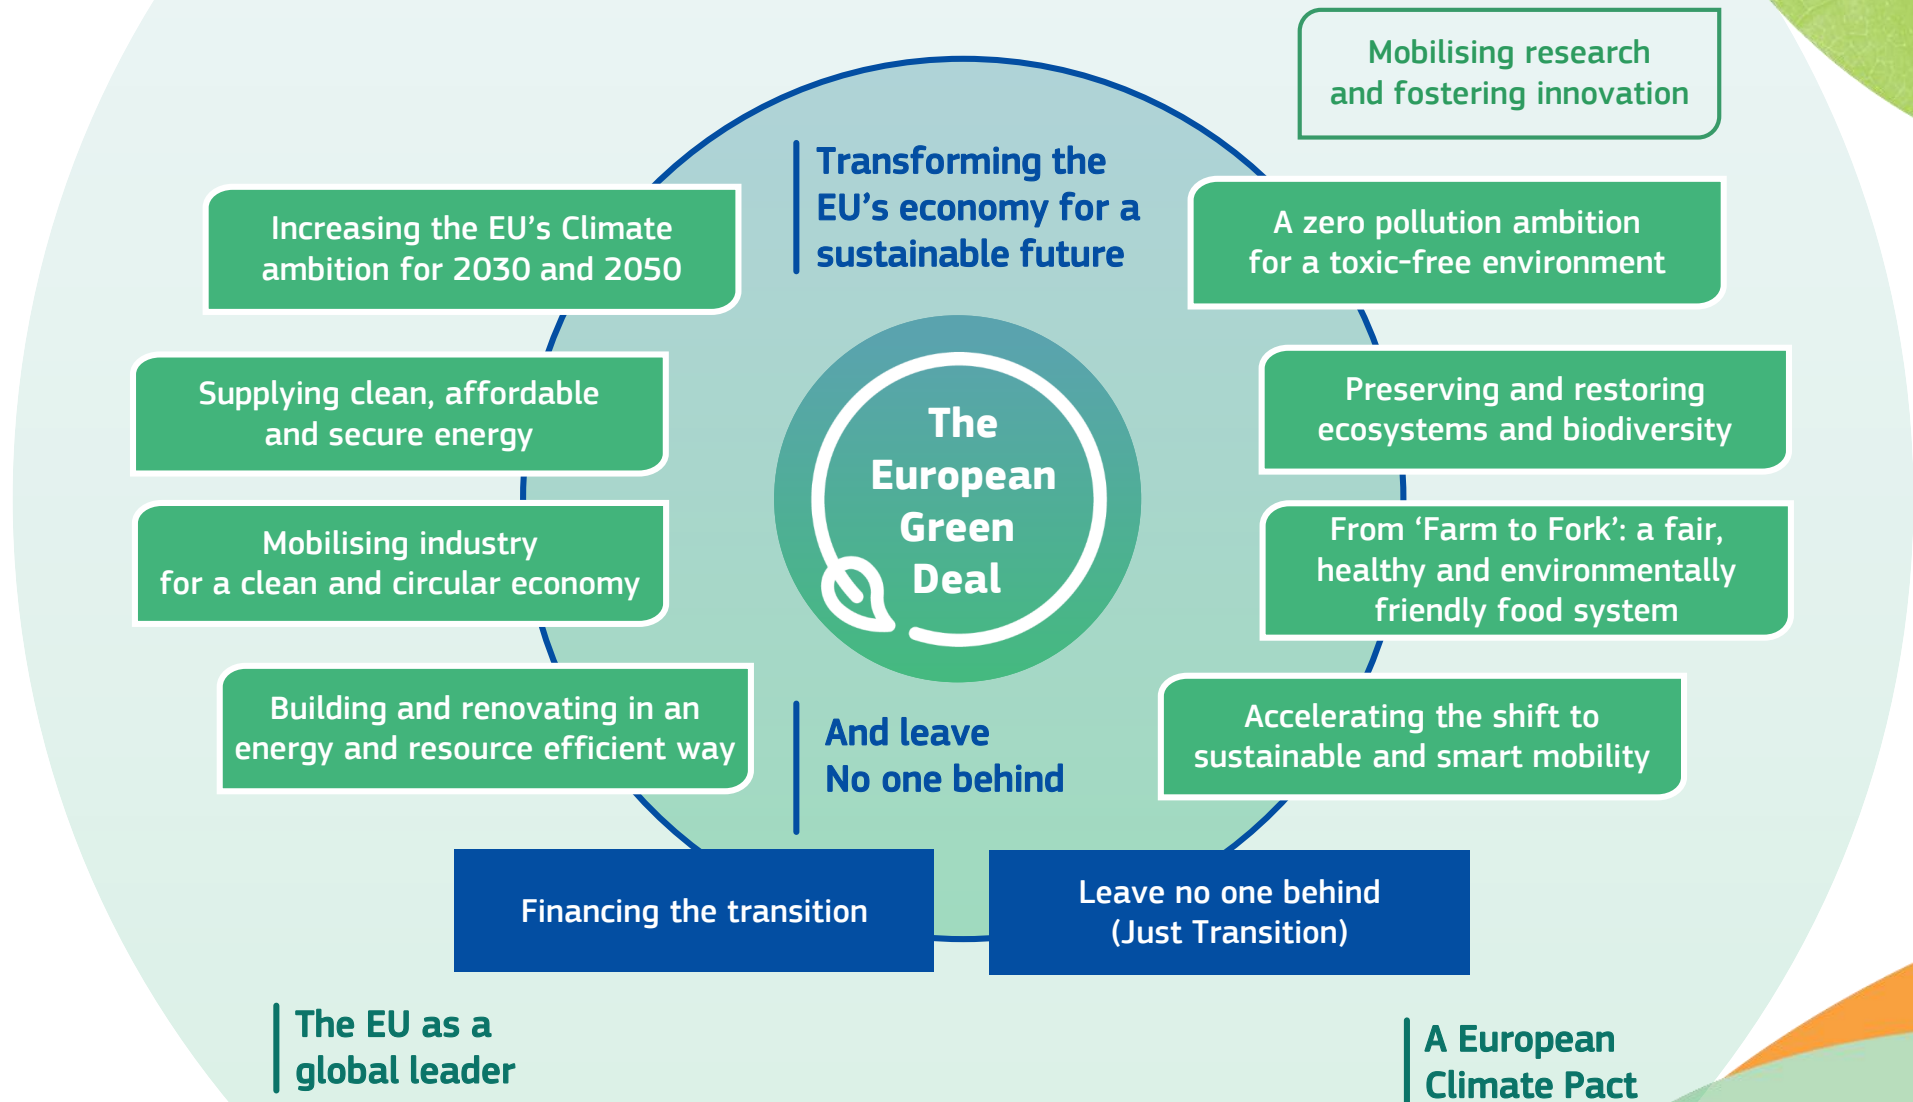 Mobilising research
and fostering innovation
Transforming the
EU's economy for a
sustainable future
Increasing the EU's Climate
ambition for 2030 and 2050
A zero pollution ambition
for a toxic-free environment
Supplying clean, affordable
and secure energy
Preserving and restoring
ecosystems and biodiversity
The
European
Green
Deal
Mobilising industry
for a clean and circular economy
From ‘Farm to Fork’: a fair,
healthy and environmentally
friendly food system
Building and renovating in an
energy and resource efficient way
Accelerating the shift to
sustainable and smart mobility
And leave
No one behind
Financing the transition
Leave no one behind
(Just Transition)
The EU as a
global leader
A European
Climate Pact